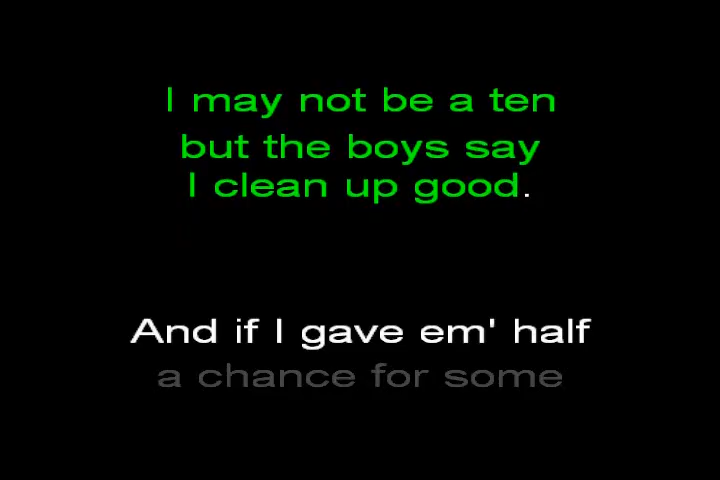 I may not be a ten
but the boys say
I clean up good.
And if I gave em' half
a chance for some